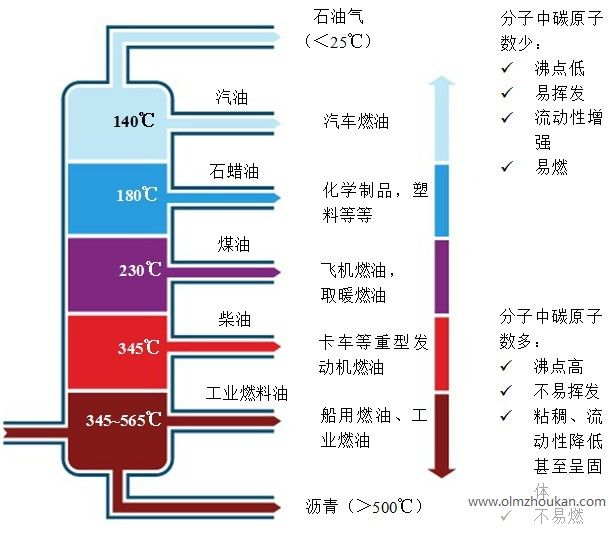 石油气
（＜25℃）
汽油
140℃
汽车燃油
石蜡油
180℃
化学制品，塑
料等等
煤油
230℃
飞机燃油，
取暖燃油
柴油
345℃
卡车等重型发
动机燃油
工业燃料油
345~565℃
船用燃油、工
业燃油
沥青（＞500℃）
分子中碳原子
数少：
✓ 沸点低
✓ 易挥发
✓ 流动性增
强
✓ 易燃
分子中碳原子
数多：
✓ 沸点高
✓ 不易挥发
✓ 粘稠、流
动性降低
甚至呈固
体
✓ 不易燃
www.olmzhoukan.com